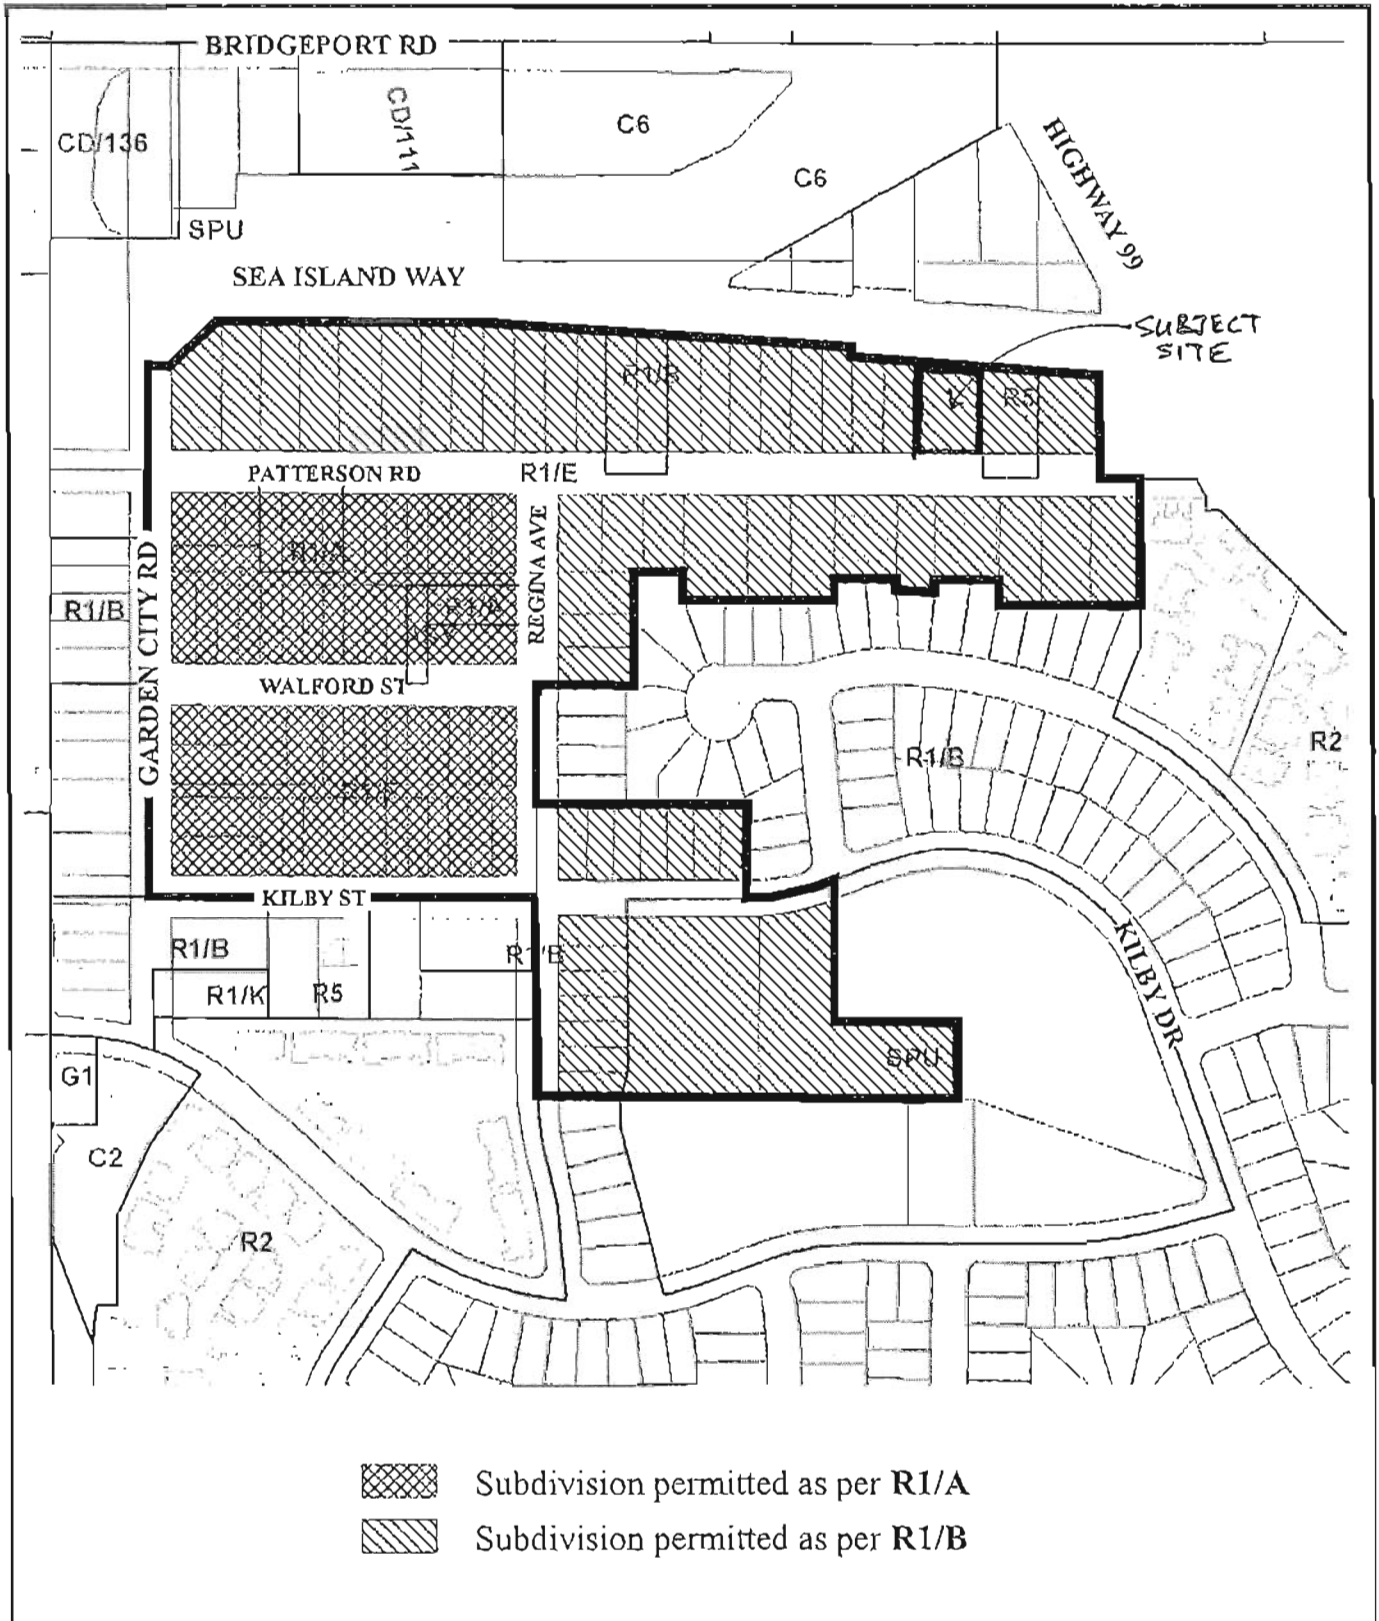 BRIDGEPORT RD
CD/136
CD/111
C6
C6
HIGHWAY 99
SPU
SEA ISLAND WAY
SUBJECT
SITE
R1/B
R5
PATTERSON RD
R1/E
GARDEN CITY RD
REGINA AVE
R1/B
WALFORD ST
R1/B
R2
KILBY ST
R1/B
R1/B
R1/K
R5
KILBY DR
SPU
G1
C2
R2
Subdivision permitted as per R1/A
Subdivision permitted as per R1/B